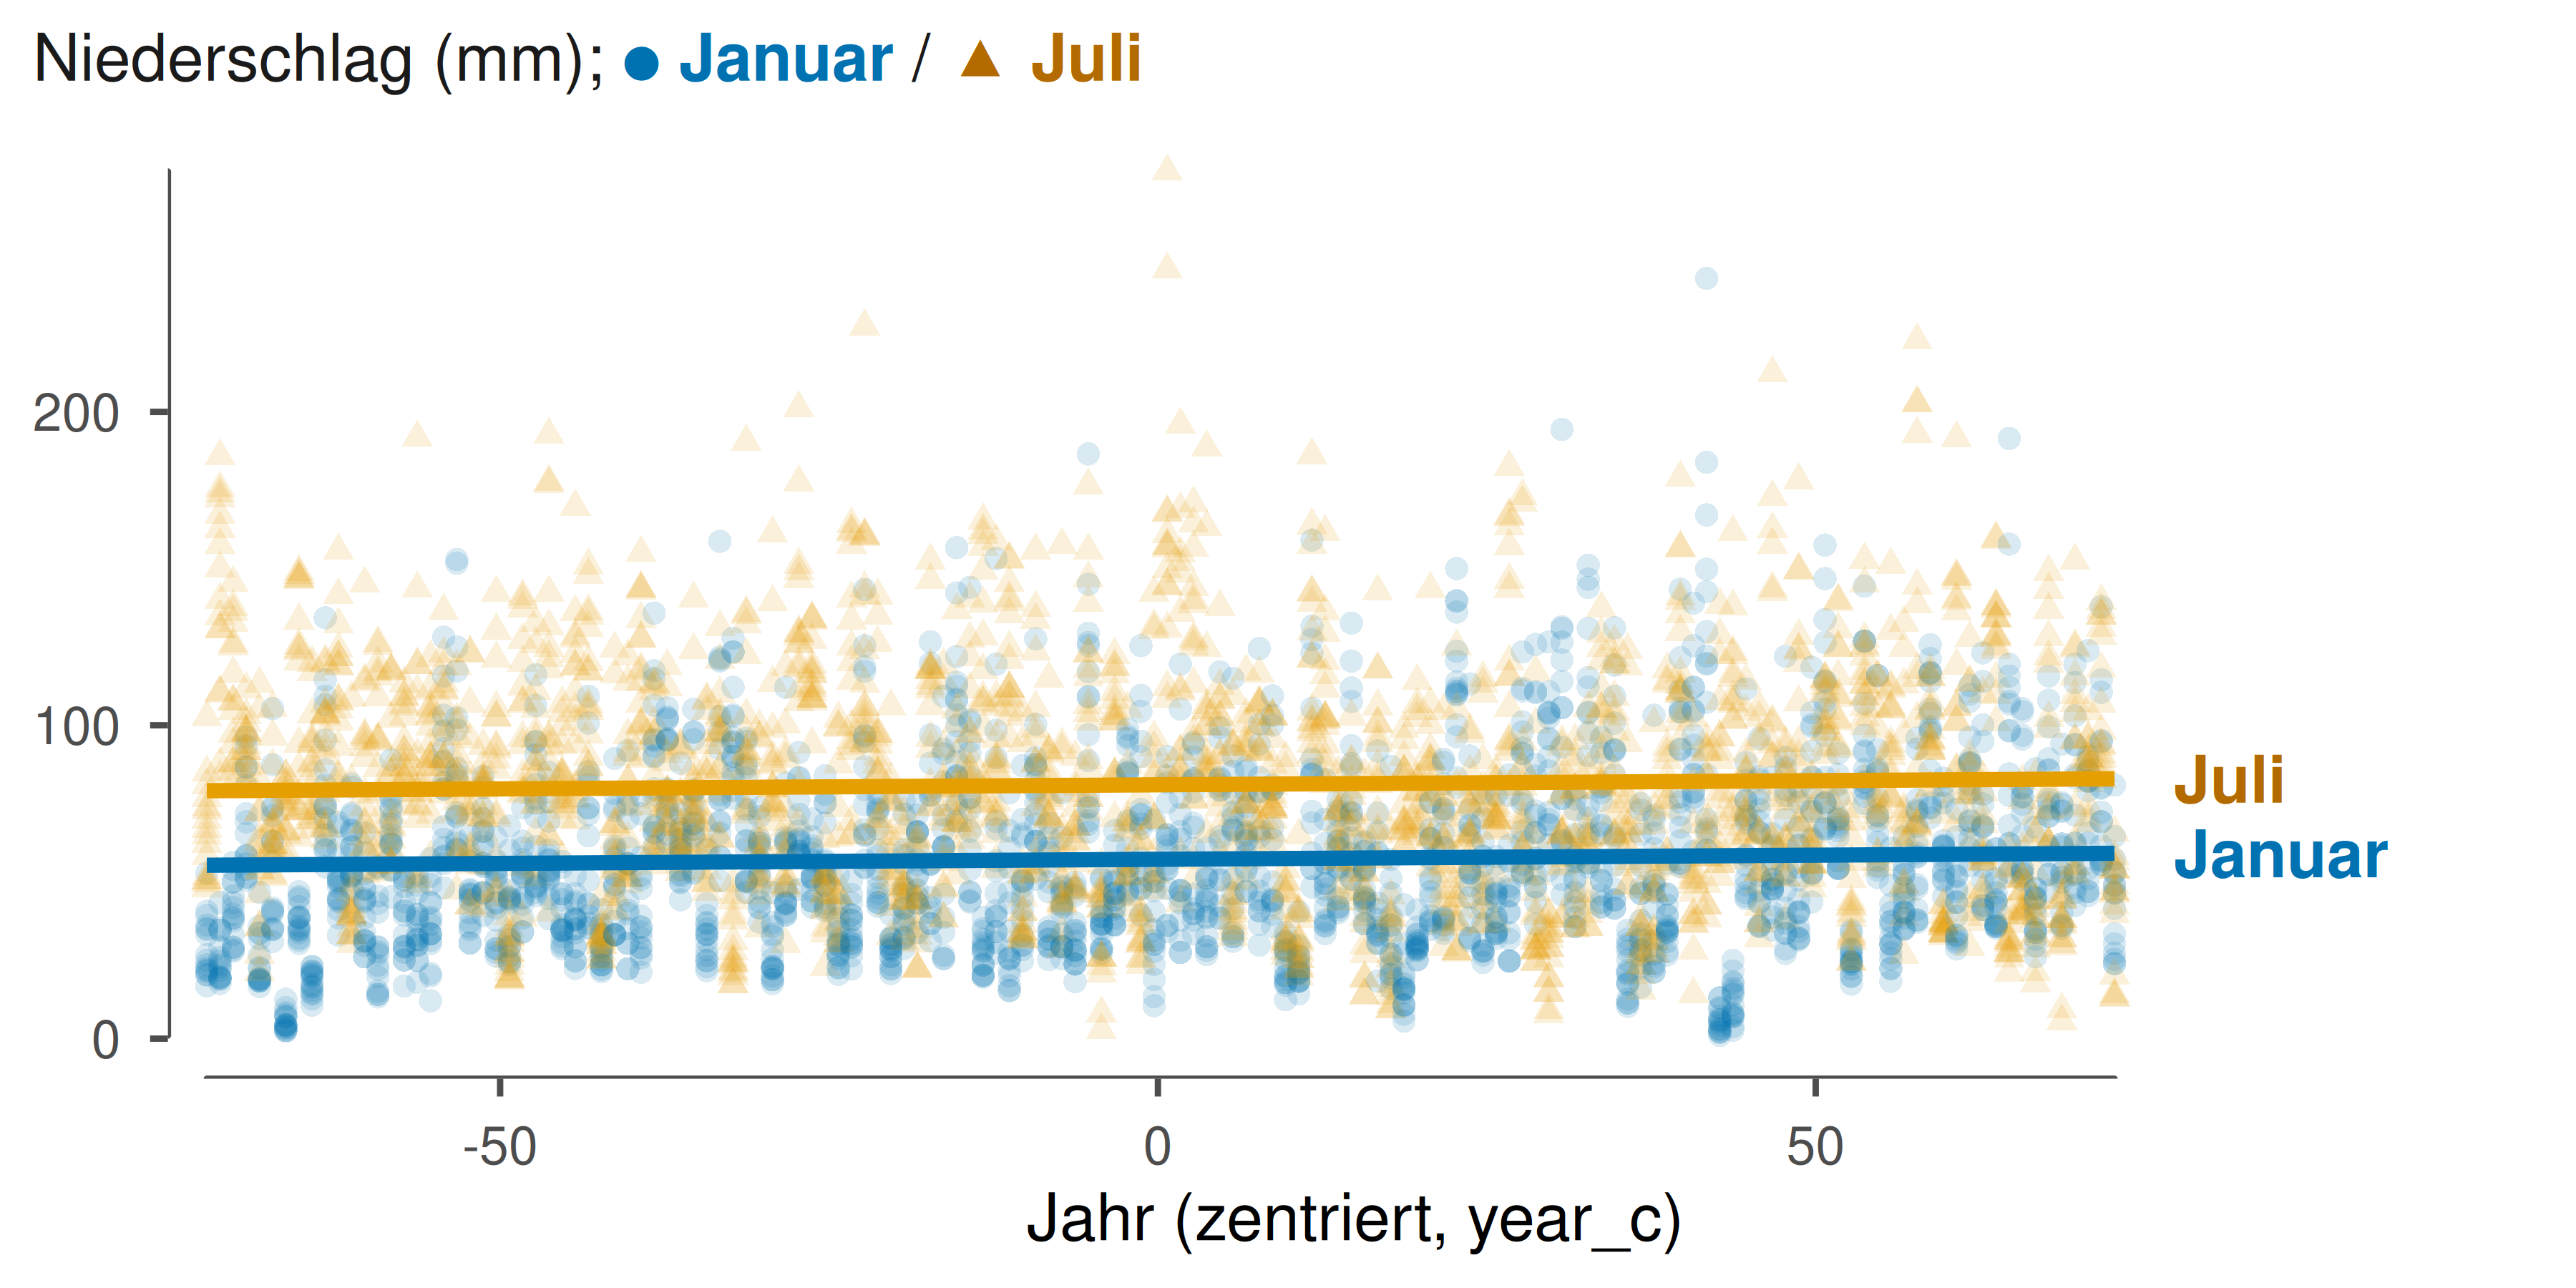 Niederschlag (mm); ● Januar / ▲ Juli
200
100
0
Juli
Januar
-50 0 50
Jahr (zentriert, year_c)